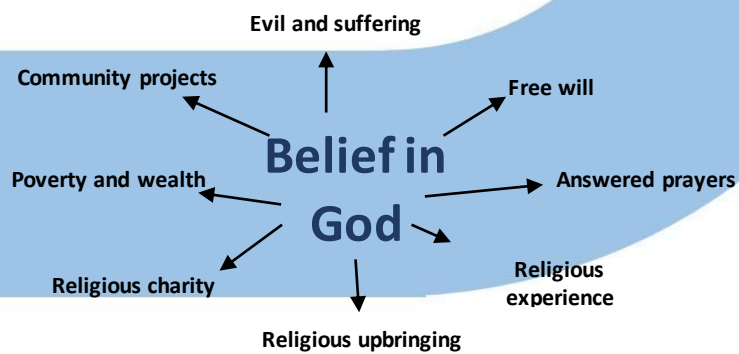 Evil and suffering
Community projects
Free will
Belief in
God
Poverty and wealth
Answered prayers
Religious charity
Religious
experience
Religious upbringing